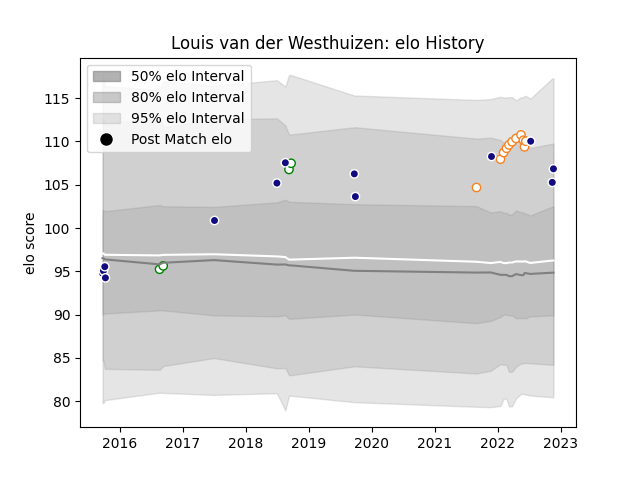 Louis van der Westhuizen: elo History
50% elo Interval
80% elo Interval
95% elo Interval
Post Match elo
elo score
115
110
105
100
95
90
85
80
2016 2017 2018 2019 2020 2021 2022 2023